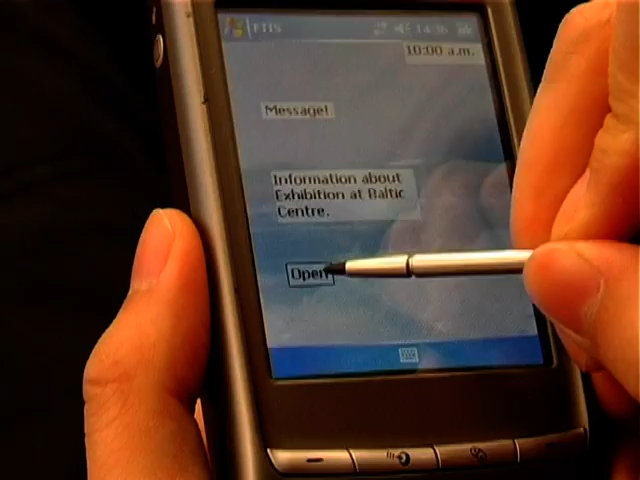 FTIS 14:36
10:00 a.m.
Message!
Information about
Exhibition at Baltic
Centre.
Open